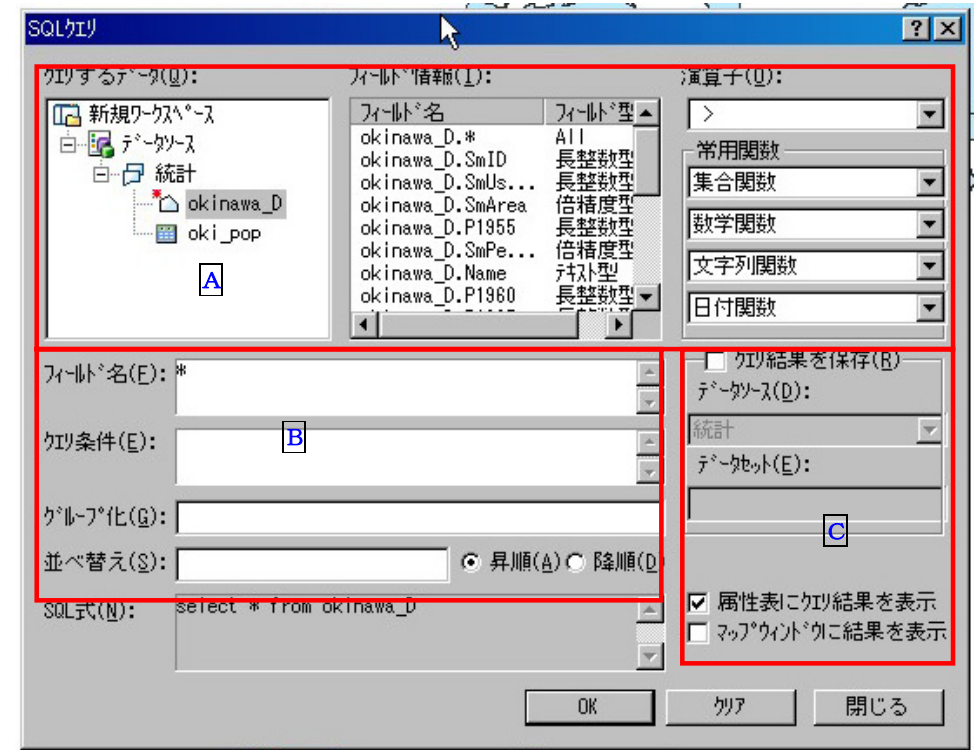 SQLクエリ
クエリするデータ(Q):
フィールド情報(I):
演算子(O):
新規ワークスペース
データソース
統計
okinawa_D
oki_pop
A
フィールド名 フィールド型
okinawa_D.* All
okinawa_D.SmID 長整数型
okinawa_D.SmUs... 長整数型
okinawa_D.SmArea 倍精度型
okinawa_D.P1955 長整数型
okinawa_D.SmPe... 倍精度型
okinawa_D.Name テキスト型
okinawa_D.P1960 長整数型
>
常用関数
集合関数
数学関数
文字列関数
日付関数
フィールド名(F): *
クエリ条件(E):
B
グループ化(G):
並べ替え(S): 昇順(A) 降順(D
SQL式(N): select * from okinawa_D
クエリ結果を保存(R)
データソース(D):
統計
データセット(E):
C
属性表にクエリ結果を表示
マップウィンドウに結果を表示
OK クリア 閉じる